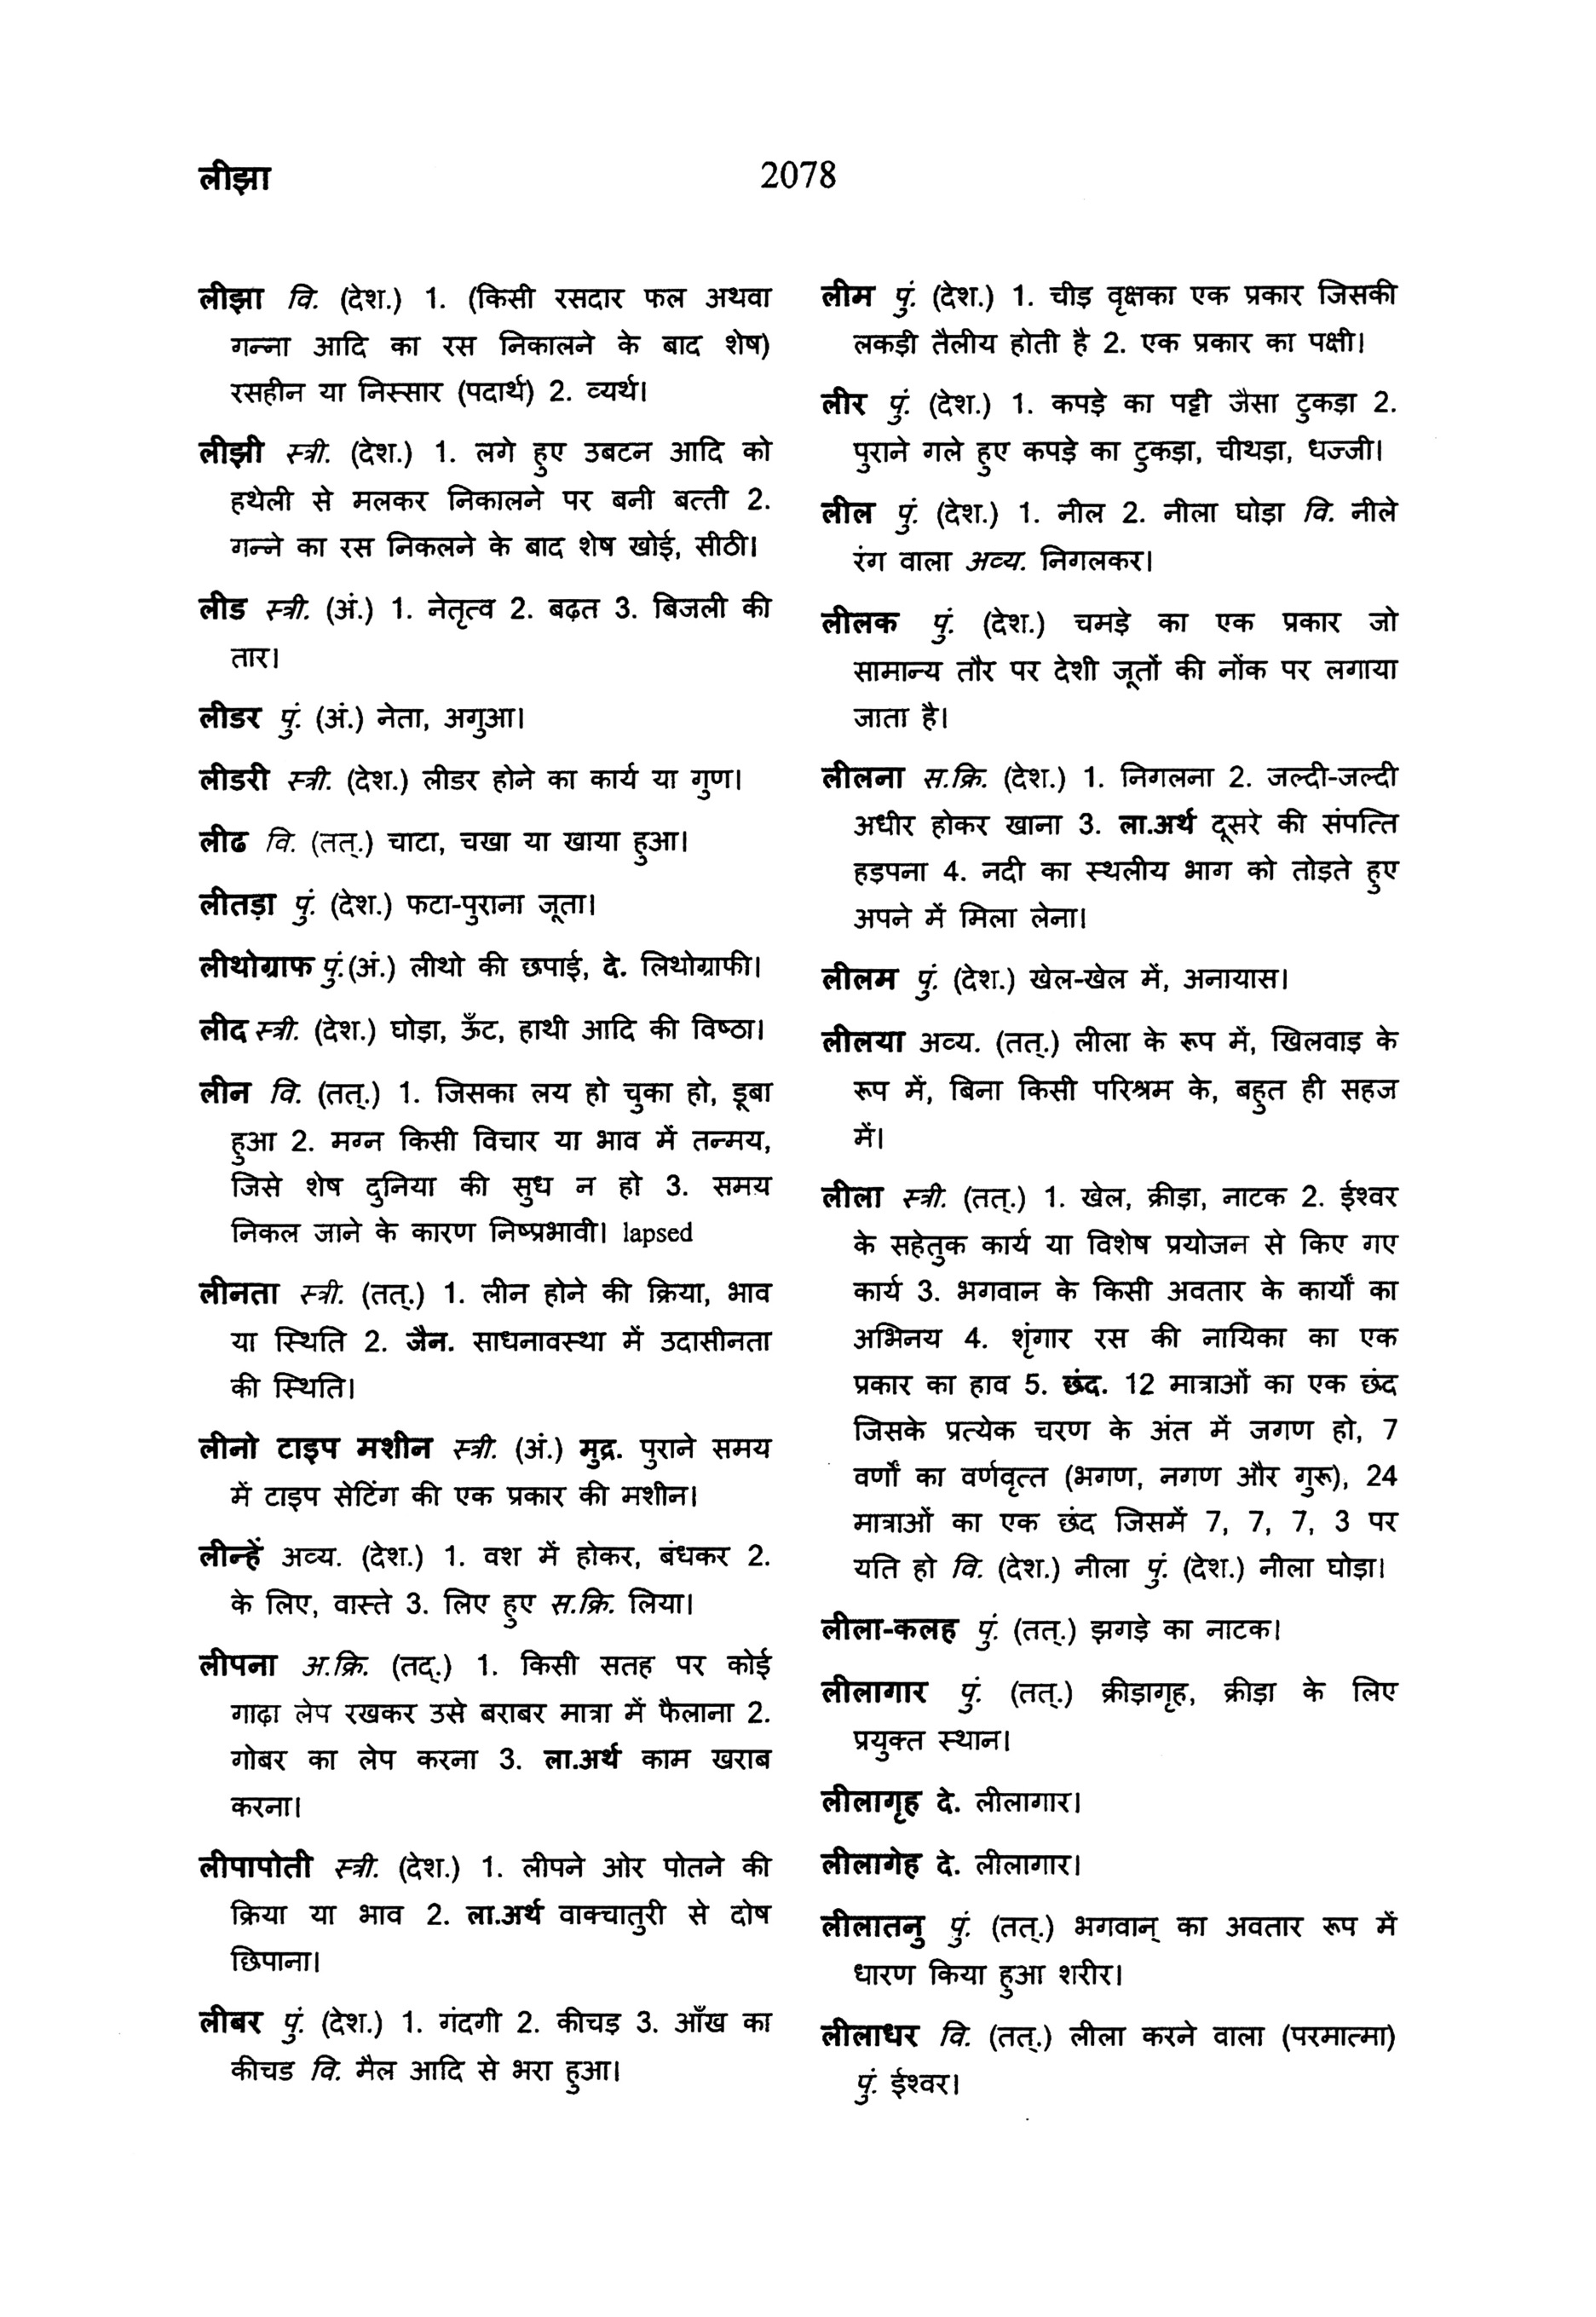 लीझा
2078
लीझा वि. (देश.) 1. (किसी रसदार फल अथवा
गन्ना आदि का रस निकालने के बाद शेष)
रसहीन या निस्सार (पदार्थ) 2. व्यर्थ।
लीझी स्त्री. (देश.) 1. लगे हुए उबटन आदि को
हथेली से मलकर निकालने पर बनी बत्ती 2.
गन्ने का रस निकलने के बाद शेष खोई, सीठी।
लीड स्त्री. (अं.) 1. नेतृत्व 2. बढ़त 3. बिजली की
तार।
लीडर पुं. (अं.) नेता, अगुआ।
लीडरी स्त्री. (देश.) लीडर होने का कार्य या गुण।
लीढ वि. (तत्.) चाटा, चखा या खाया हुआ।
लीतड़ा पुं. (देश.) फटा-पुराना जूता।
लीथोग्राफ पुं.(अं.) लीथो की छपाई, दे. लिथोग्राफी।
लीद स्त्री. (देश.) घोड़ा, ऊँट, हाथी आदि की विष्ठा।
लीन वि. (तत्.) 1. जिसका लय हो चुका हो, डूबा
हुआ 2. मग्न किसी विचार या भाव में तन्मय,
जिसे शेष दुनिया की सुध न हो 3. समय
निकल जाने के कारण निष्प्रभावी। lapsed
लीनता स्त्री. (तत्.) 1. लीन होने की क्रिया, भाव
या स्थिति 2. जैन. साधनावस्था में उदासीनता
की स्थिति।
लीनो टाइप मशीन स्त्री. (अं.) मुद्र. पुराने समय
में टाइप सेटिंग की एक प्रकार की मशीन।
लीन्हें अव्य. (देश.) 1. वश में होकर, बंधकर 2.
के लिए, वास्ते 3. लिए हुए स.क्रि. लिया।
लीपना अ.क्रि. (तद्.) 1. किसी सतह पर कोई
गाढ़ा लेप रखकर उसे बराबर मात्रा में फैलाना 2.
गोबर का लेप करना 3. ला.अर्थ काम खराब
करना।
लीपापोती स्त्री. (देश.) 1. लीपने ओर पोतने की
क्रिया या भाव 2. ला.अर्थ वाक्चातुरी से दोष
छिपाना।
लीबर पुं. (देश.) 1. गंदगी 2. कीचड़ 3. आँख का
कीचड वि. मैल आदि से भरा हुआ।
लीम पुं. (देश.) 1. चीड़ वृक्षका एक प्रकार जिसकी
लकड़ी तैलीय होती है 2. एक प्रकार का पक्षी।
लीर पुं. (देश.) 1. कपड़े का पट्टी जैसा टुकड़ा 2.
पुराने गले हुए कपड़े का टुकड़ा, चीथड़ा, धज्जी।
लील पुं. (देश.) 1. नील 2. नीला घोड़ा वि. नीले
रंग वाला अव्य. निगलकर।
लीलक पुं. (देश.) चमड़े का एक प्रकार जो
सामान्य तौर पर देशी जूतों की नोंक पर लगाया
जाता है।
लीलना स.क्रि. (देश.) 1. निगलना 2. जल्दी-जल्दी
अधीर होकर खाना 3. ला.अर्थ दूसरे की संपत्ति
हड़पना 4. नदी का स्थलीय भाग को तोड़ते हुए
अपने में मिला लेना।
लीलम पुं. (देश.) खेल-खेल में, अनायास।
लीलया अव्य. (तत्.) लीला के रूप में, खिलवाड़ के
रूप में, बिना किसी परिश्रम के, बहुत ही सहज
में।
लीला स्त्री. (तत्.) 1. खेल, क्रीड़ा, नाटक 2. ईश्वर
के सहेतुक कार्य या विशेष प्रयोजन से किए गए
कार्य 3. भगवान के किसी अवतार के कार्यों का
अभिनय 4. शृंगार रस की नायिका का एक
प्रकार का हाव 5. छंद. 12 मात्राओं का एक छंद
जिसके प्रत्येक चरण के अंत में जगण हो, 7
वर्णों का वर्णवृत्त (भगण, नगण और गुरू), 24
मात्राओं का एक छंद जिसमें 7, 7, 7, 3 पर
यति हो वि. (देश.) नीला पुं. (देश.) नीला घोड़ा।
लीला-कलह पुं. (तत्.) झगड़े का नाटक।
लीलागार पुं. (तत्.) क्रीड़ागृह, क्रीड़ा के लिए
प्रयुक्त स्थान।
लीलागृह दे. लीलागार।
लीलागेह दे. लीलागार।
लीलातनु पुं. (तत्.) भगवान् का अवतार रूप में
धारण किया हुआ शरीर।
लीलाधर वि. (तत्.) लीला करने वाला (परमात्मा)
पुं. ईश्वर।